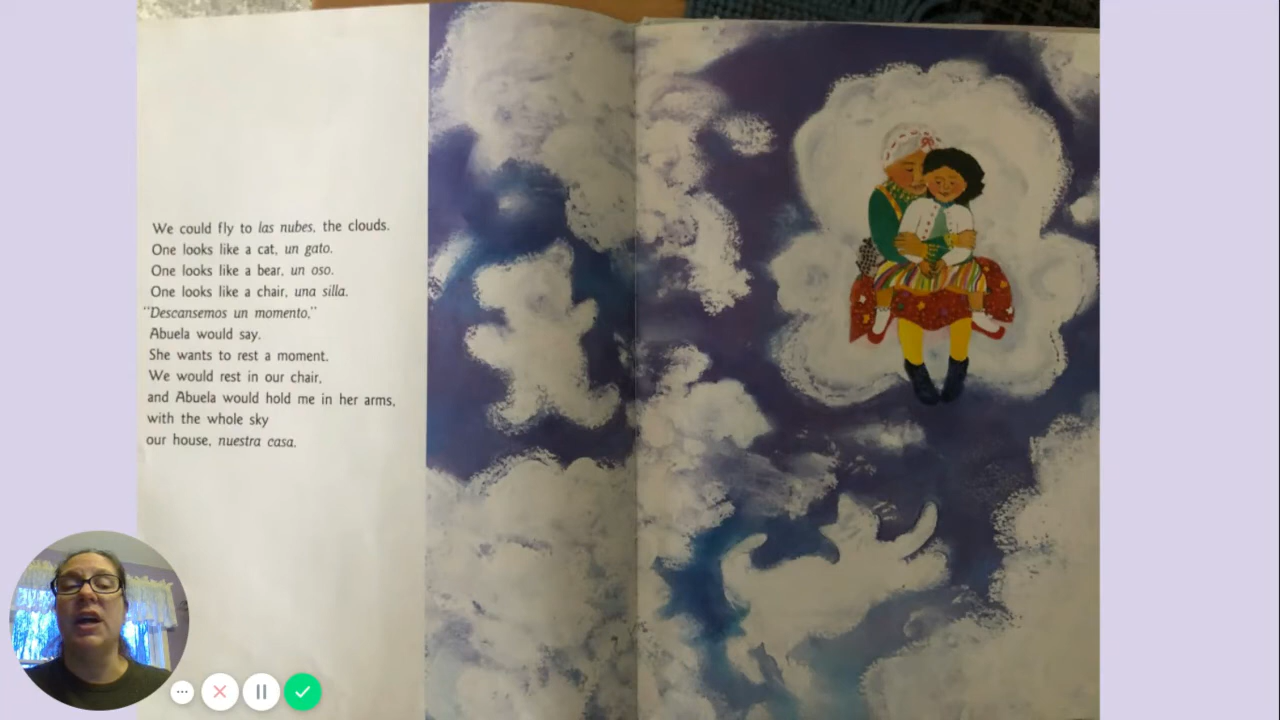 We could fly to las nubes, the clouds.
One looks like a cat, un gato.
One looks like a bear, un oso.
One looks like a chair, una silla.
"Descansemos un momento,"
Abuela would say.
She wants to rest a moment.
We would rest in our chair,
and Abuela would hold me in her arms,
with the whole sky
our house, nuestra casa.